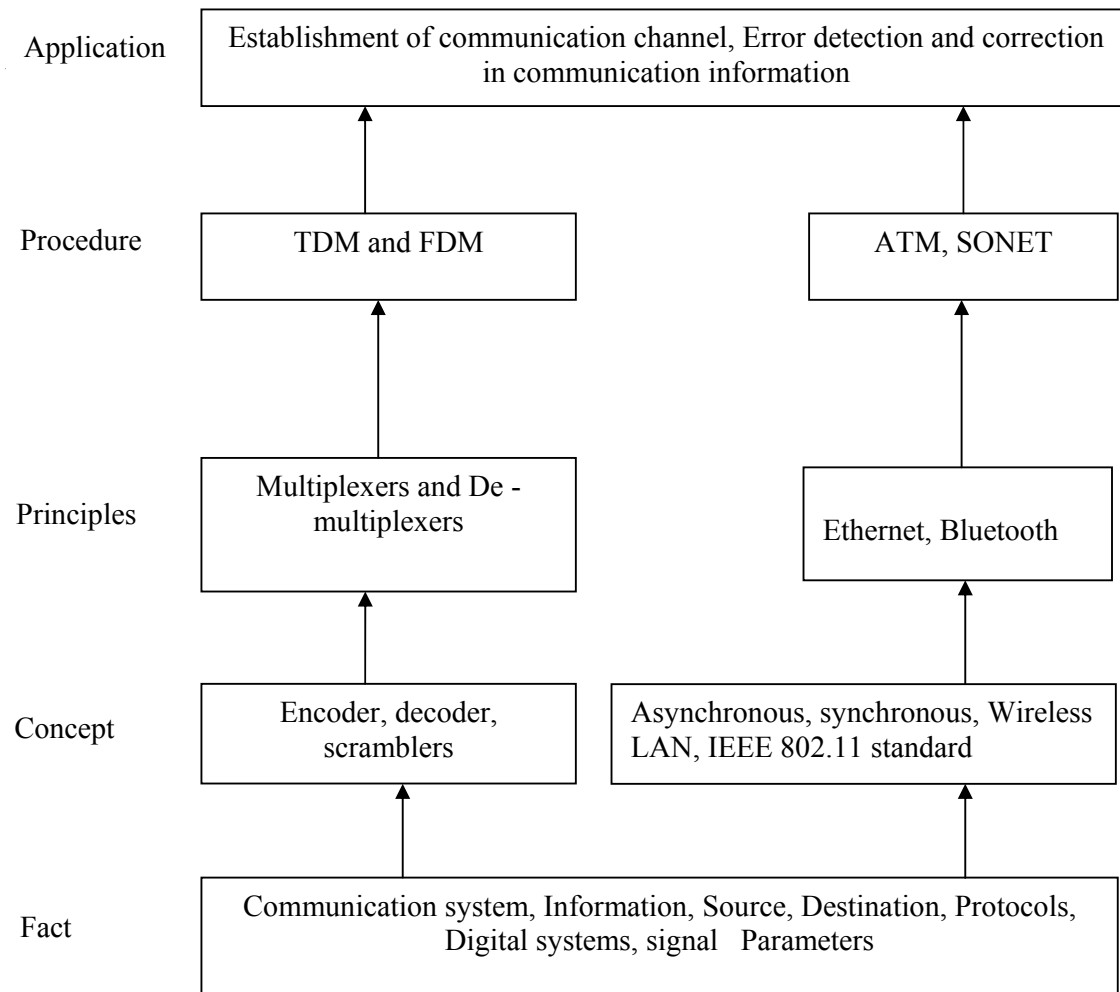 Application
Establishment of communication channel, Error detection and correction
in communication information
Procedure
TDM and FDM
ATM, SONET
Principles
Multiplexers and De -
multiplexers
Ethernet, Bluetooth
Concept
Encoder, decoder,
scramblers
Asynchronous, synchronous, Wireless
LAN, IEEE 802.11 standard
Fact
Communication system, Information, Source, Destination, Protocols,
Digital systems, signal   Parameters